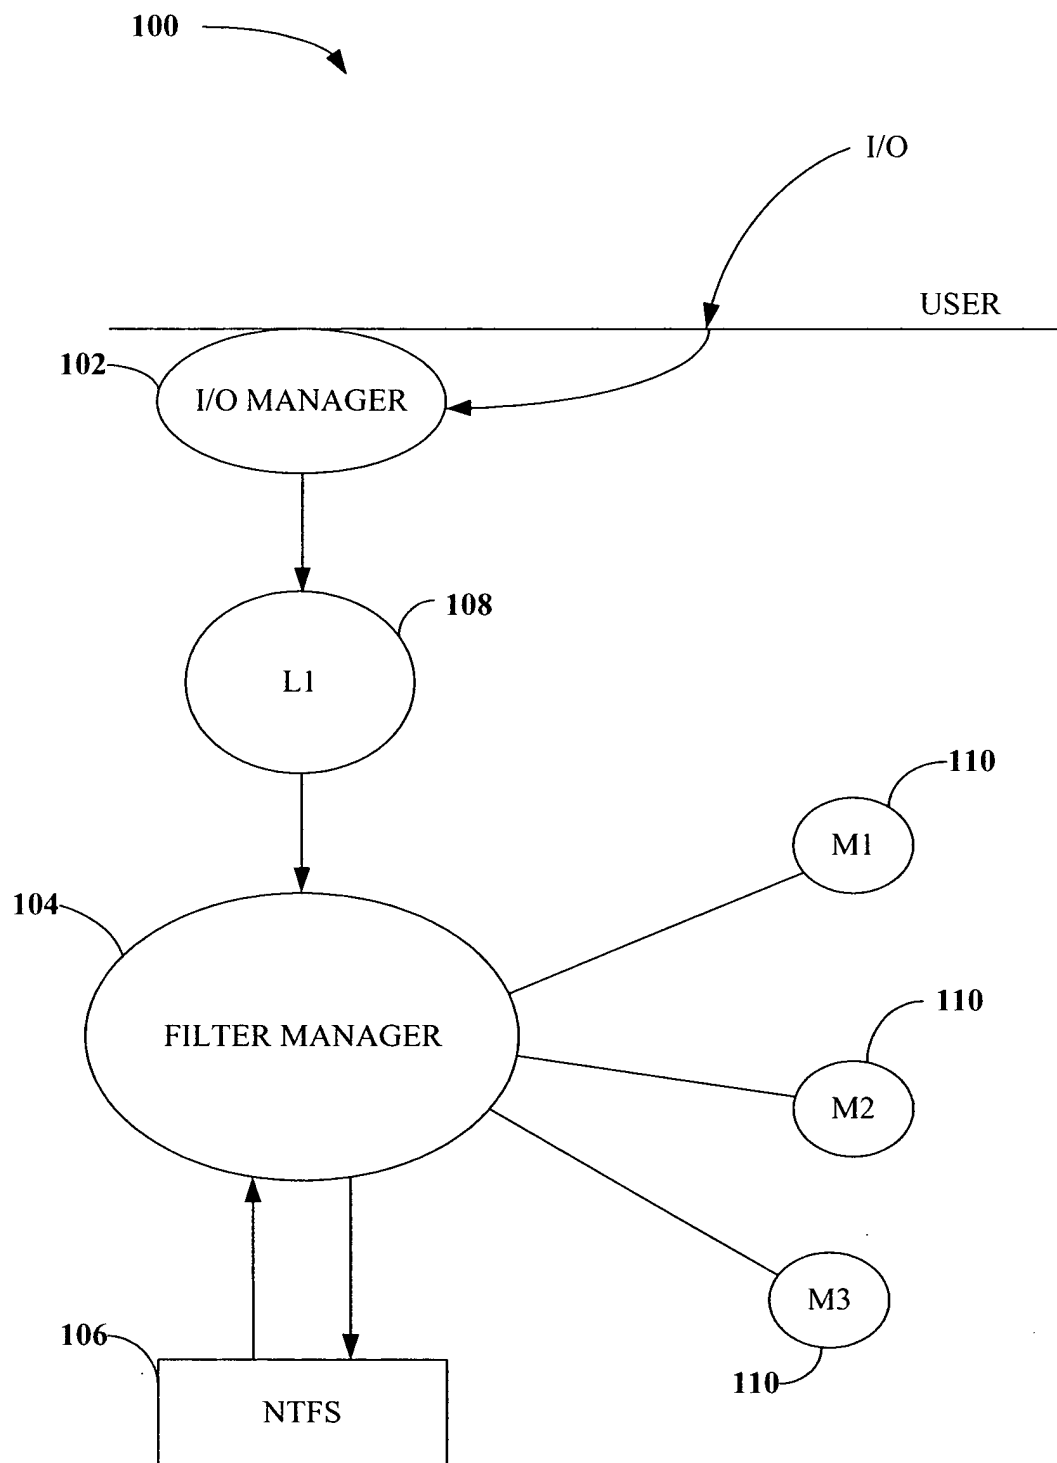 100
I/O
USER
102
I/O MANAGER
108
L1
110
M1
104
FILTER MANAGER
110
M2
M3
110
106
NTFS